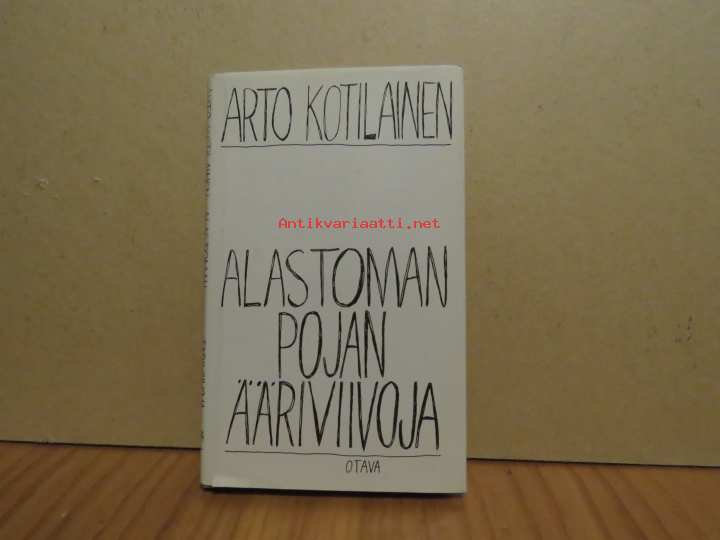 ARTO KOTILAINEN
Antikvariaatti.net
ALASTOMAN
POJAN
ÄÄRIVIIVOJA
OTAVA